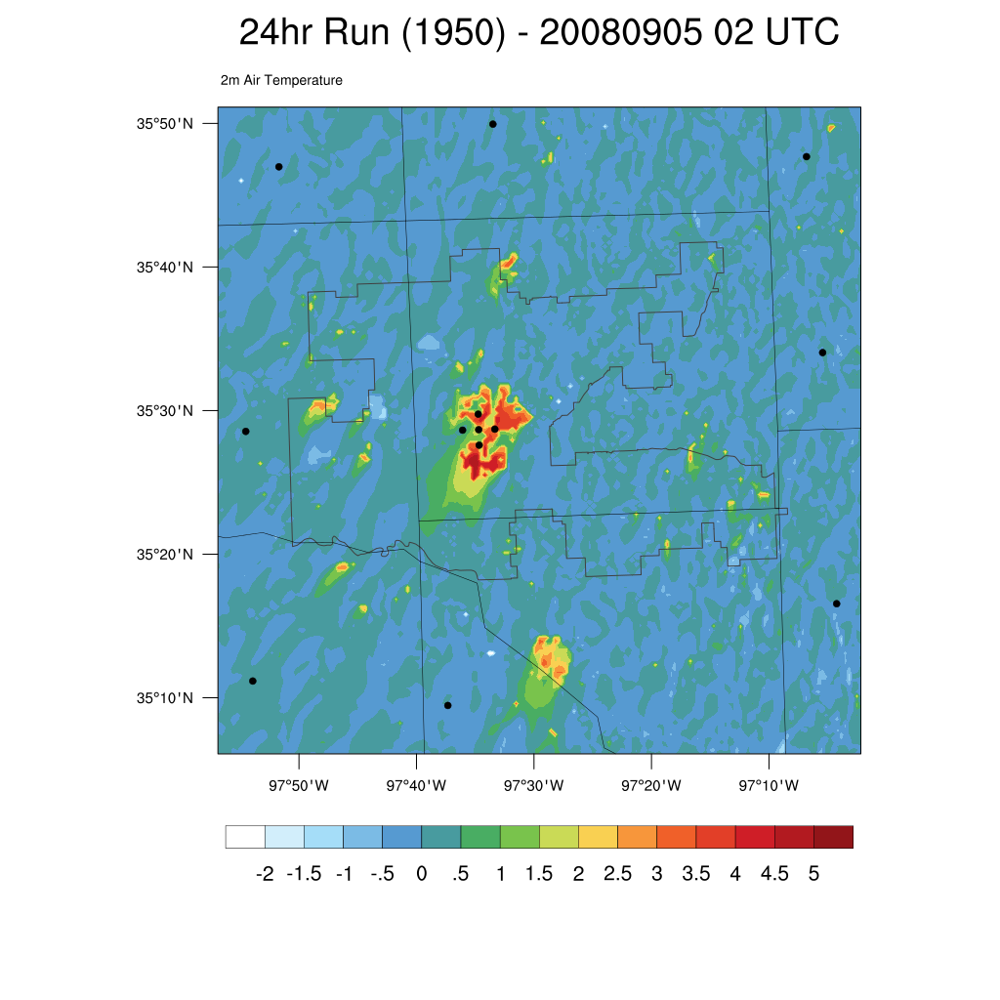 24hr Run (1950) - 20080905 02 UTC
2m Air Temperature
35°50'N
35°40'N
35°30'N
35°20'N
35°10'N
97°50'W 97°40'W 97°30'W 97°20'W 97°10'W
-2 -1.5 -1 -.5 0 .5 1 1.5 2 2.5 3 3.5 4 4.5 5